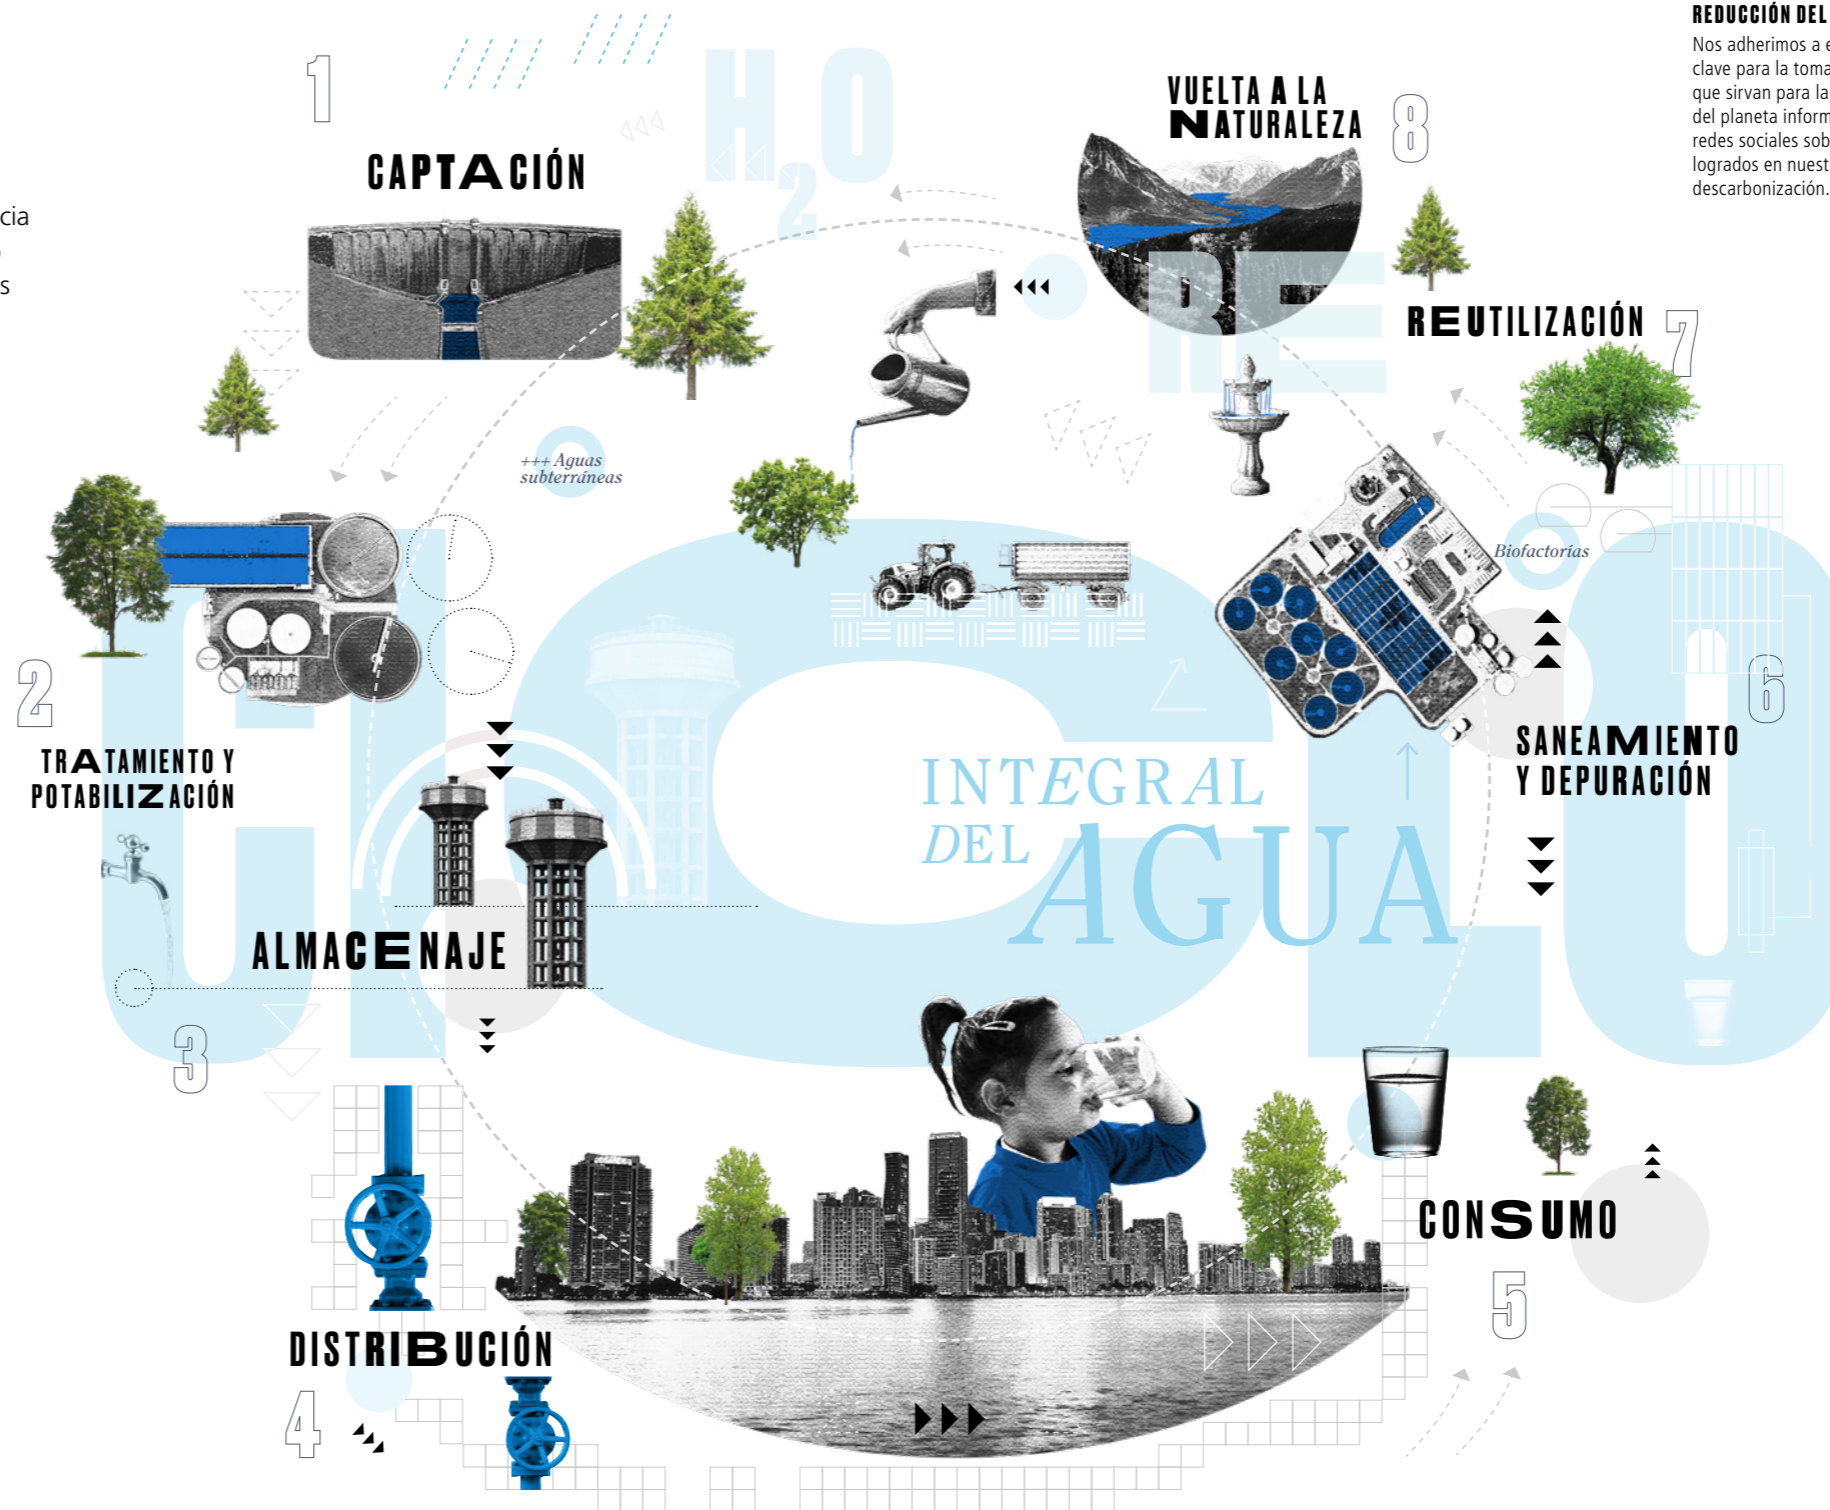 REDUCCIÓN DEL
Nos adherimos a e
clave para la toma
que sirvan para la
del planeta inform
redes sociales sob
logrados en nuest
descarbonización.
cia
s
H2O
1
CAPTACIÓN
VUELTA A LA
NATURALEZA
8
RE
REUTILIZACIÓN
7
+++ Aguas
subterráneas
Biofactorías
2
TRATAMIENTO Y
POTABILIZACIÓN
6
SANEAMIENTO
Y DEPURACIÓN
CICLO
INTEGRAL
DEL AGUA
ALMACENAJE
3
CONSUMO
5
DISTRIBUCIÓN
4